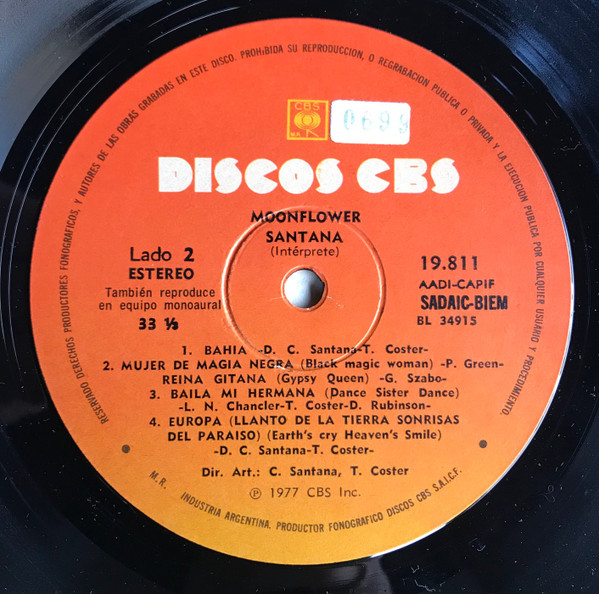 RESERVADO DERECHOS PRODUCTORES FONOGRAFICOS, Y AUTORES DE LAS OBRAS GRABADAS EN ESTE DISCO. PROHIBIDA SU REPRODUCCION, O REGRABACION PUBLICA O PRIVADA Y LA EJECUCION PUBLICA POR CUALQUIER USUARIO Y PROCEDIMIENTO.
CBS
M.R.
0699
DISCOS CBS
MOONFLOWER
SANTANA
(Intérprete)
Lado 2
ESTEREO
También reproduce
en equipo monoaural
33 ⅓
19.811
AADI-CAPIF
SADAIC-BIEM
BL 34915
1. BAHIA -D. C. Santana-T. Coster-
2. MUJER DE MAGIA NEGRA (Black magic woman) -P. Green-
REINA GITANA (Gypsy Queen) -G. Szabo-
3. BAILA MI HERMANA (Dance Sister Dance)
-L. N. Chancler-T. Coster-D. Rubinson-
4. EUROPA (LLANTO DE LA TIERRA SONRISAS
DEL PARAISO) (Earth's cry Heaven's Smile)
-D. C. Santana-T. Coster-
Dir. Art.: C. Santana, T. Coster
Ⓟ 1977 CBS Inc.
M.R. INDUSTRIA ARGENTINA. PRODUCTOR FONOGRAFICO DISCOS CBS S.A.I.C.F.